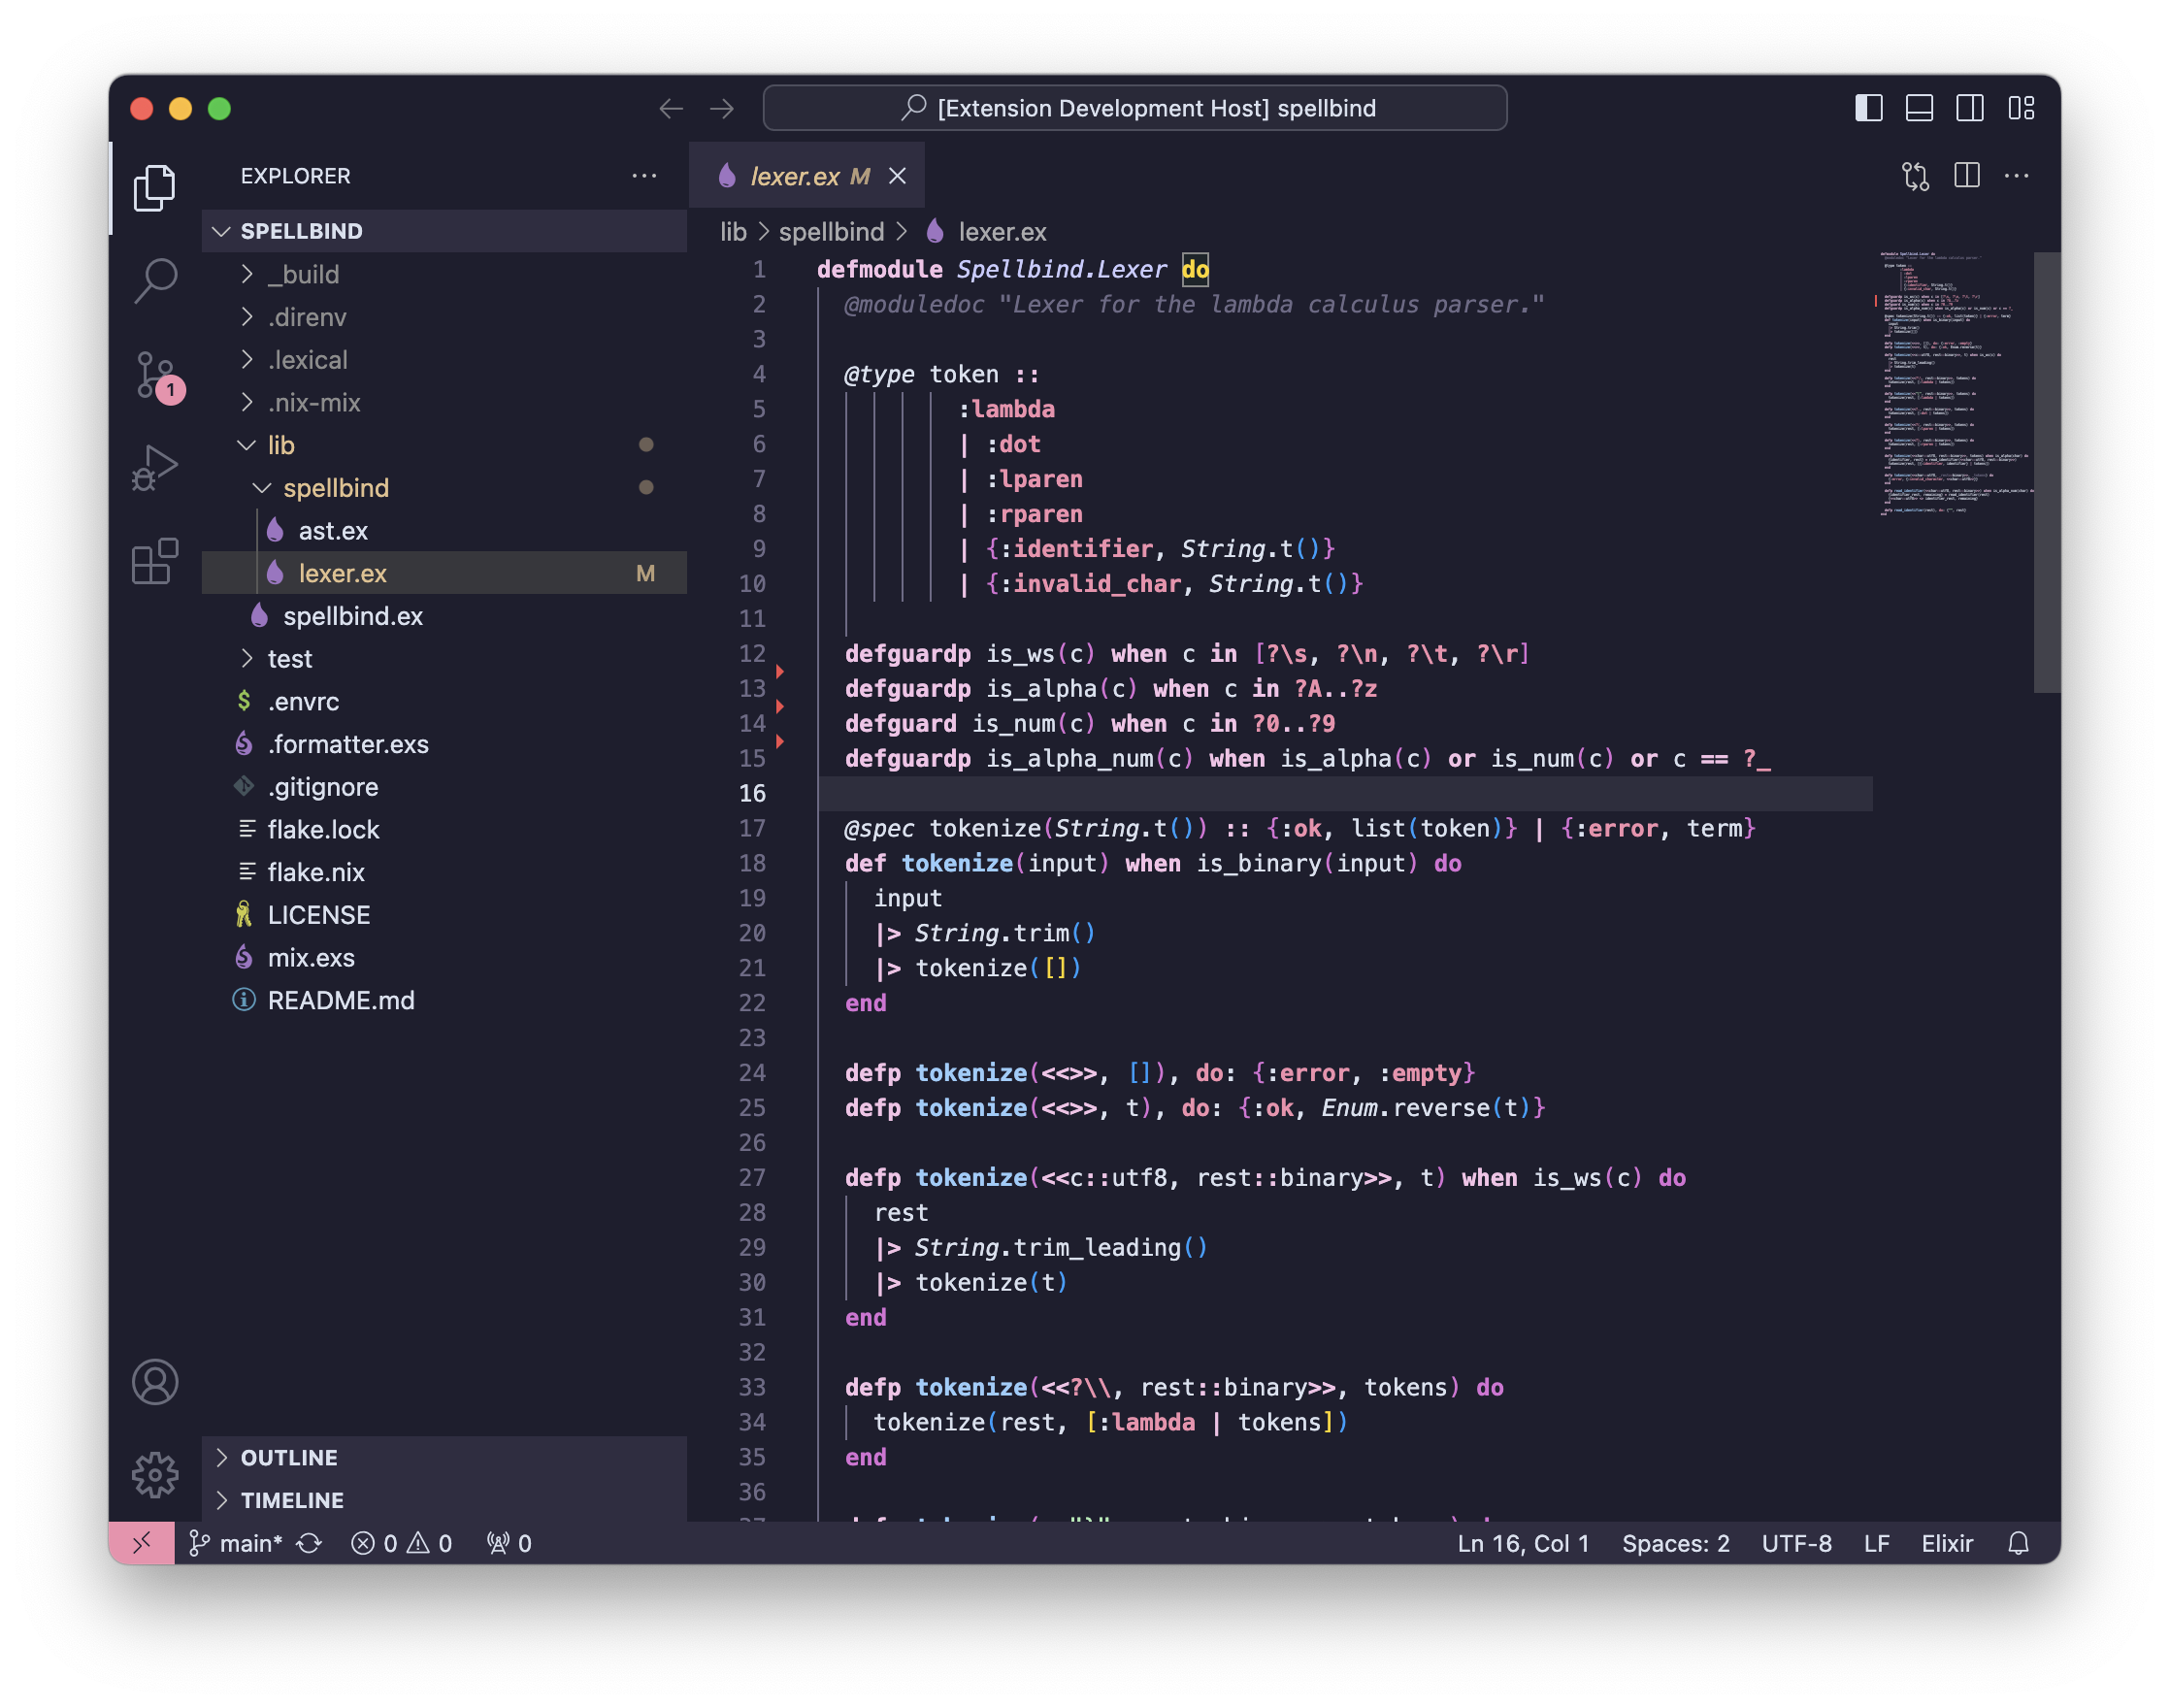 [Extension Development Host] spellbind
EXPLORER
SPELLBIND
_build
.direnv
.lexical
.nix-mix
lib
spellbind
ast.ex
lexer.ex M
spellbind.ex
test
.envrc
.formatter.exs
.gitignore
flake.lock
flake.nix
LICENSE
mix.exs
README.md
OUTLINE
TIMELINE
1
lexer.ex M
lib > spellbind > lexer.ex
1 defmodule Spellbind.Lexer do
2 @moduledoc "Lexer for the lambda calculus parser."
3
4 @type token ::
5 :lambda
6 | :dot
7 | :lparen
8 | :rparen
9 | {:identifier, String.t()}
10 | {:invalid_char, String.t()}
11
12 defguardp is_ws(c) when c in [?\s, ?\n, ?\t, ?\r]
13 defguardp is_alpha(c) when c in ?A..?z
14 defguard is_num(c) when c in ?0..?9
15 defguardp is_alpha_num(c) when is_alpha(c) or is_num(c) or c == ?_
16
17 @spec tokenize(String.t()) :: {:ok, list(token)} | {:error, term}
18 def tokenize(input) when is_binary(input) do
19 input
20 |> String.trim()
21 |> tokenize([])
22 end
23
24 defp tokenize(<<>>, []), do: {:error, :empty}
25 defp tokenize(<<>>, t), do: {:ok, Enum.reverse(t)}
26
27 defp tokenize(<<c::utf8, rest::binary>>, t) when is_ws(c) do
28 rest
29 |> String.trim_leading()
30 |> tokenize(t)
31 end
32
33 defp tokenize(<<?\\, rest::binary>>, tokens) do
34 tokenize(rest, [:lambda | tokens])
35 end
36
main* 0 0 0
Ln 16, Col 1 Spaces: 2 UTF-8 LF Elixir